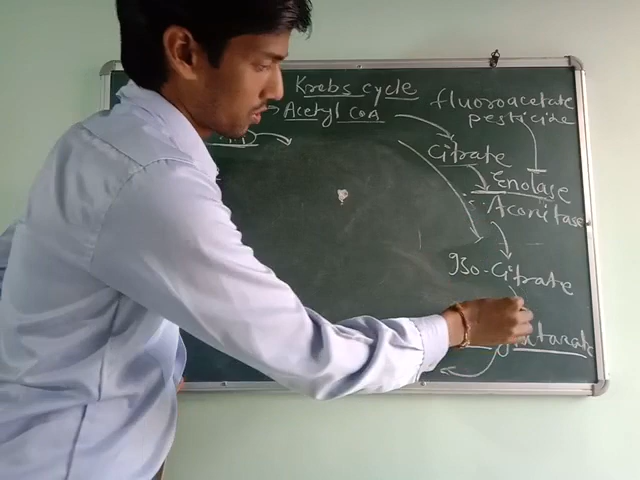 Krebs cycle
Acetyl CoA
fluoroacetate
pesticide
Citrate
Enolase
Aconitase
Iso-Citrate